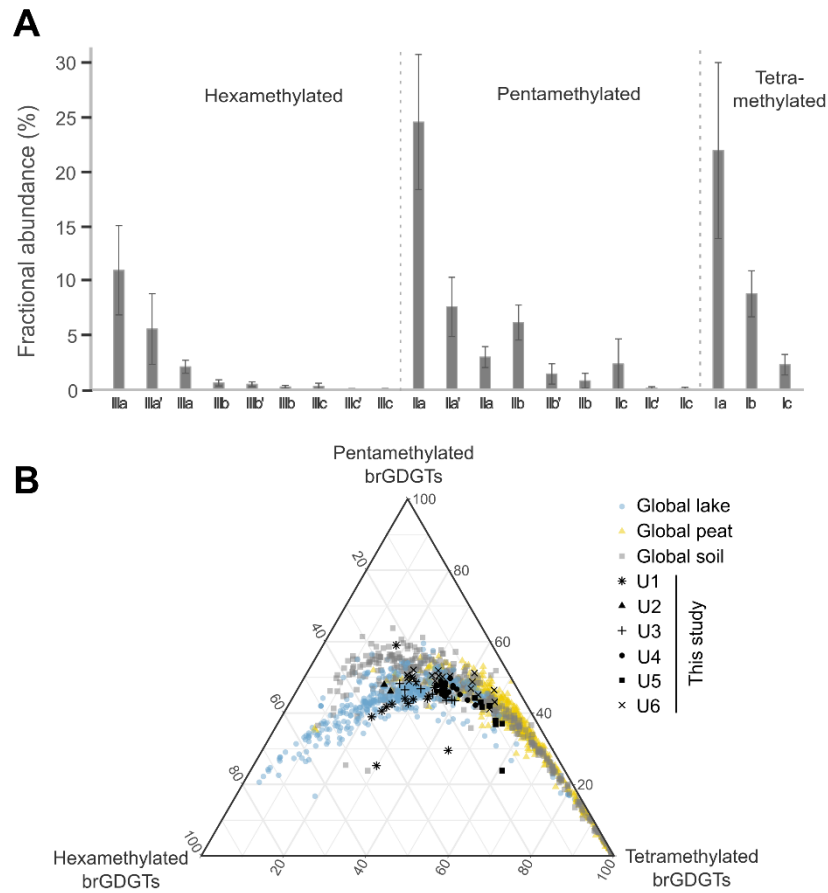 A
Fractional abundance (%)
30
25
20
15
10
5
0
Hexamethylated
Pentamethylated
Tetra-
methylated
IIIa IIIa' IIIa IIIb IIIb' IIIb IIIc IIIc' IIIc IIa IIa' IIa IIb IIb' IIb IIc IIc' IIc Ia Ib Ic
B
Pentamethylated
brGDGTs
100
80
60
40
20
20
40
60
80
100
Hexamethylated
brGDGTs
20
40
60
80
100
Tetramethylated
brGDGTs
Global lake
Global peat
Global soil
U1
U2
U3
U4
U5
U6
This study